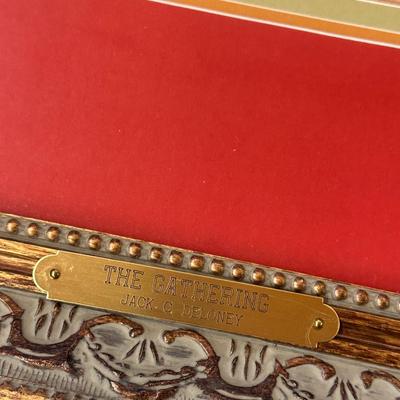 THE GATHERING
JACK C. DELONEY